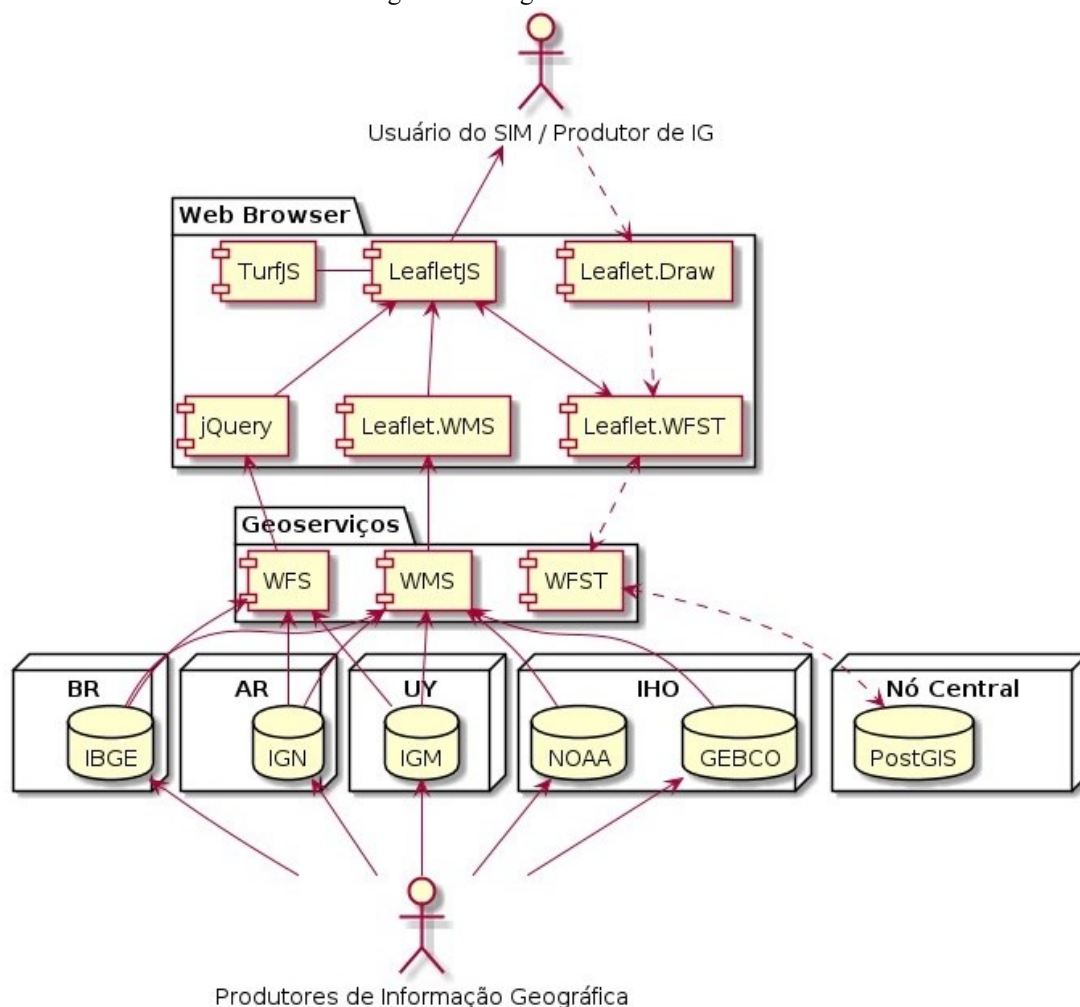 Usuário do SIM / Produtor de IG
Web Browser
TurfJS
LeafletJS
Leaflet.Draw
jQuery
Leaflet.WMS
Leaflet.WFST
Geoserviços
WFS
WMS
WFST
BR
AR
UY
IHO
Nó Central
IBGE
IGN
IGM
NOAA
GEBCO
PostGIS
Produtores de Informação Geográfica